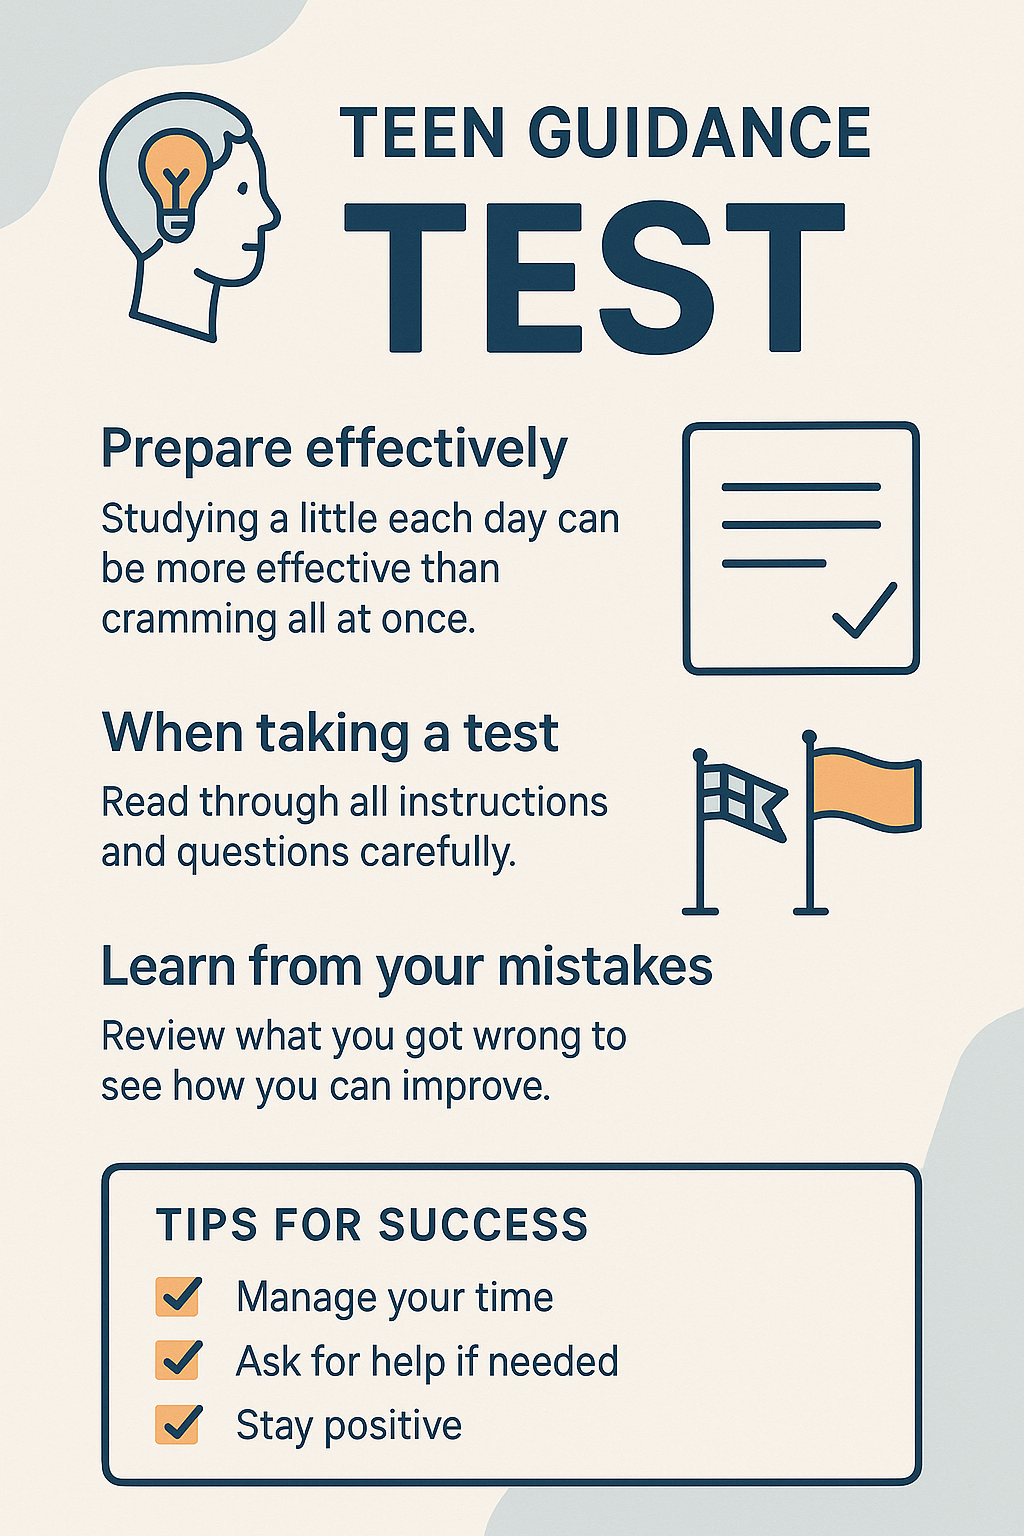 TEEN GUIDANCE
TEST
Prepare effectively
Studying a little each day can
be more effective than
cramming all at once.
When taking a test
Read through all instructions
and questions carefully.
Learn from your mistakes
Review what you got wrong to
see how you can improve.
TIPS FOR SUCCESS
Manage your time
Ask for help if needed
Stay positive